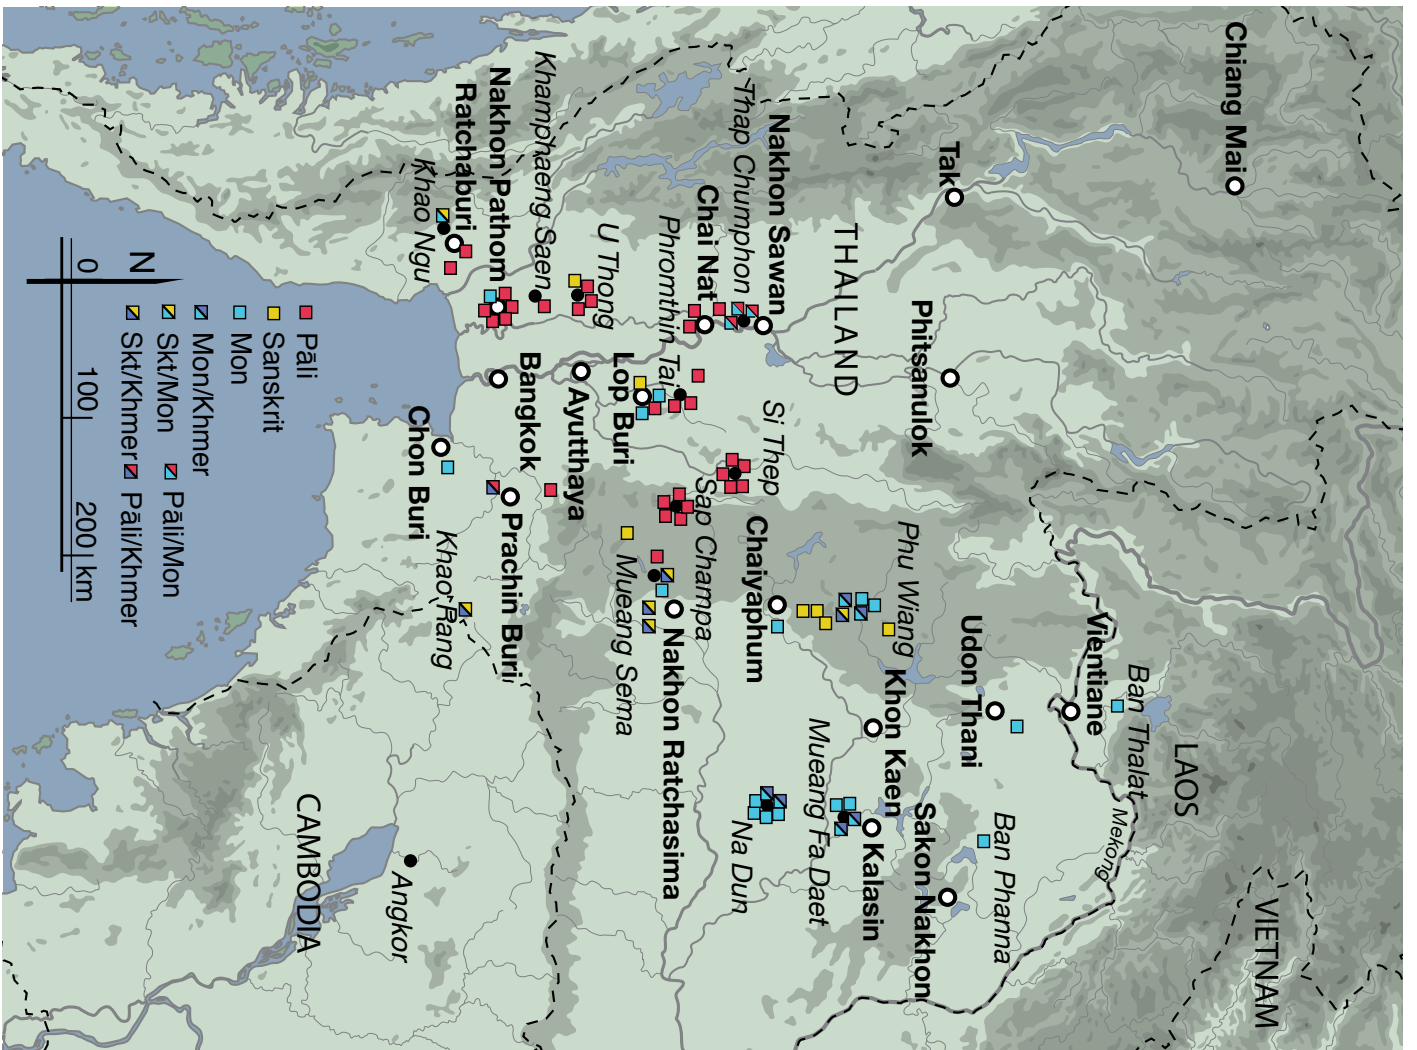 VIETNAM
Chiang Mai
LAOS
Ban Thalat
Mekong
Vientiane
Ban Phanna
Udon Thani
Tak
Sakon Nakhon
Phitsanulok
Phu Wiang
Khon Kaen
Kalasin
THAILAND
Mueang Fa Daet
Nakhon Sawan
Si Thep
Chaiyaphum
Thap Chumphon
Na Dun
Chai Nat
Sap Champa
Phromthin Tai
Nakhon Ratchasima
Lop Buri
Mueang Sema
U Thong
Ayutthaya
Khamphaeng Saen
Bangkok
Prachin Buri
Nakhon Pathom
Ratchaburi
Khao Rang
Khao Ngu
Chon Buri
Angkor
CAMBODIA
Pāli
Sanskrit
Mon
Mon/Khmer
Skt/Mon
Pāli/Mon
Skt/Khmer
Pāli/Khmer
N
0 100 200 km